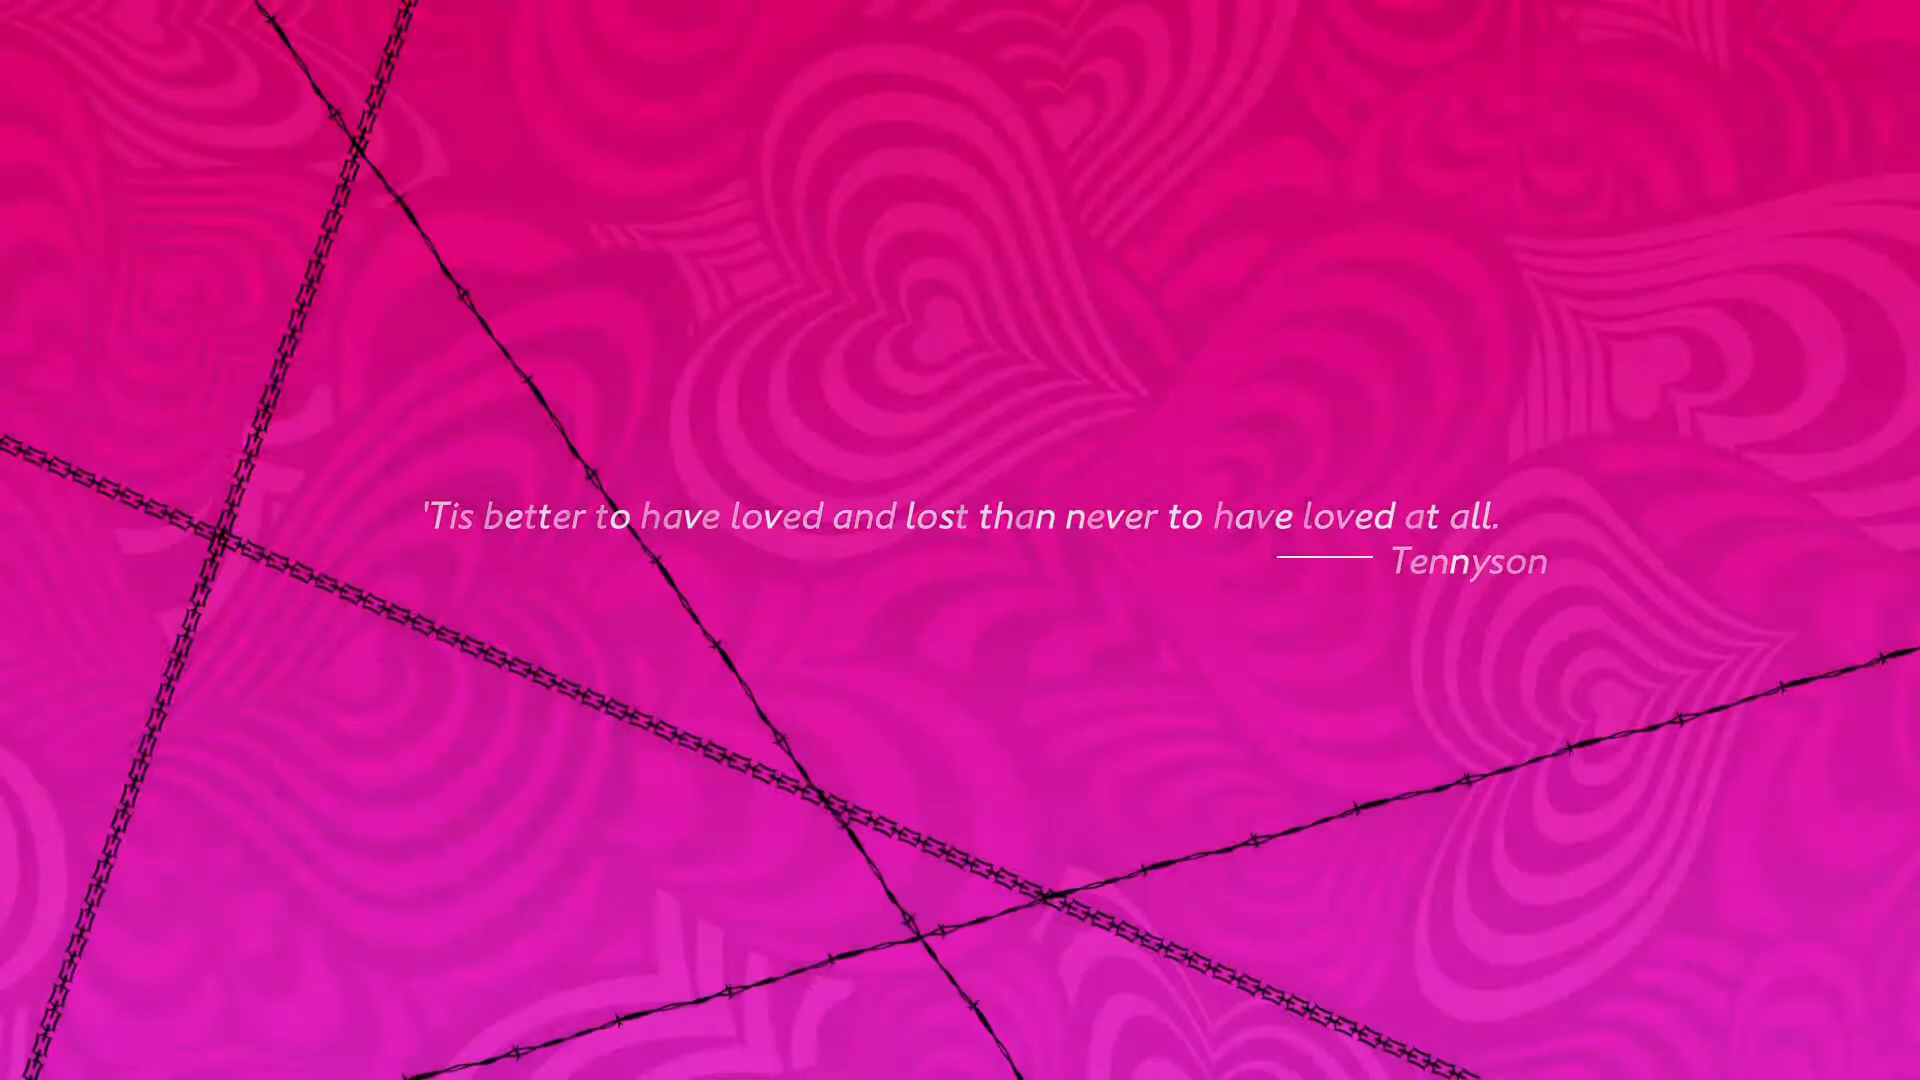 'Tis better to have loved and lost than never to have loved at all.
—— Tennyson